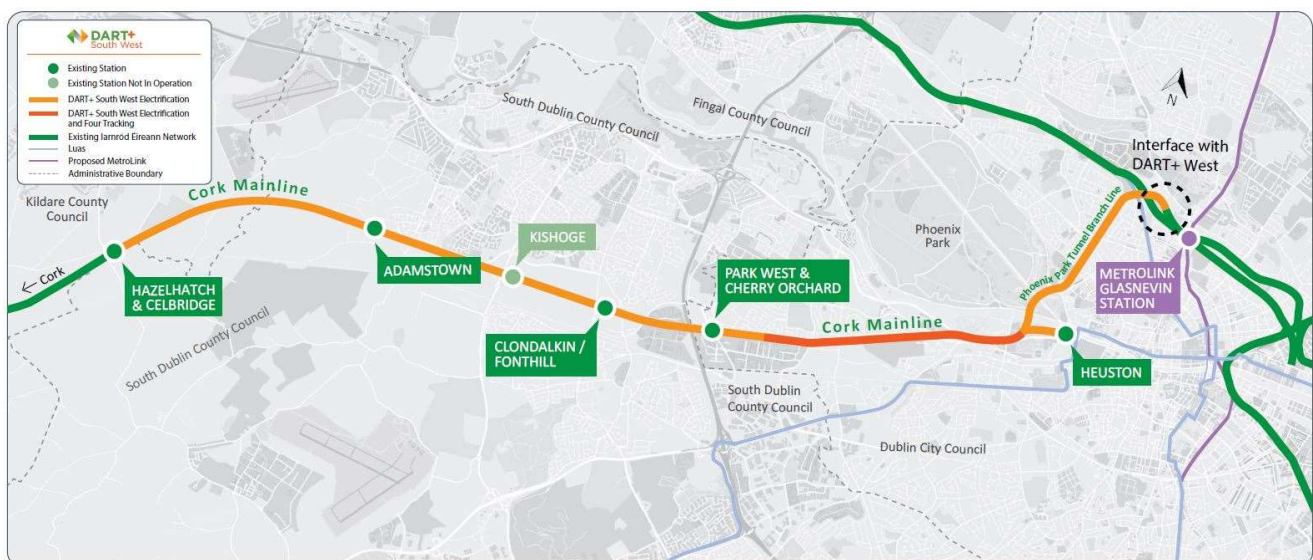 DART+
South West
Existing Station
Existing Station Not In Operation
DART+ South West Electrification
DART+ South West Electrification
and Four Tracking
Existing Iarnród Eireann Network
Luas
Proposed MetroLink
Administrative Boundary
Kildare County
Council
Cork Mainline
← Cork
HAZELHATCH
& CELBRIDGE
South Dublin County Council
ADAMSTOWN
KISHOGE
CLONDALKIN /
FONTHILL
South Dublin County Council
Fingal County Council
PARK WEST &
CHERRY ORCHARD
Cork Mainline
South Dublin
County Council
Dublin City Council
Phoenix
Park
Phoenix Park Tunnel Branch Line
HEUSTON
N
Interface with
DART+ West
METROLINK
GLASNEVIN
STATION